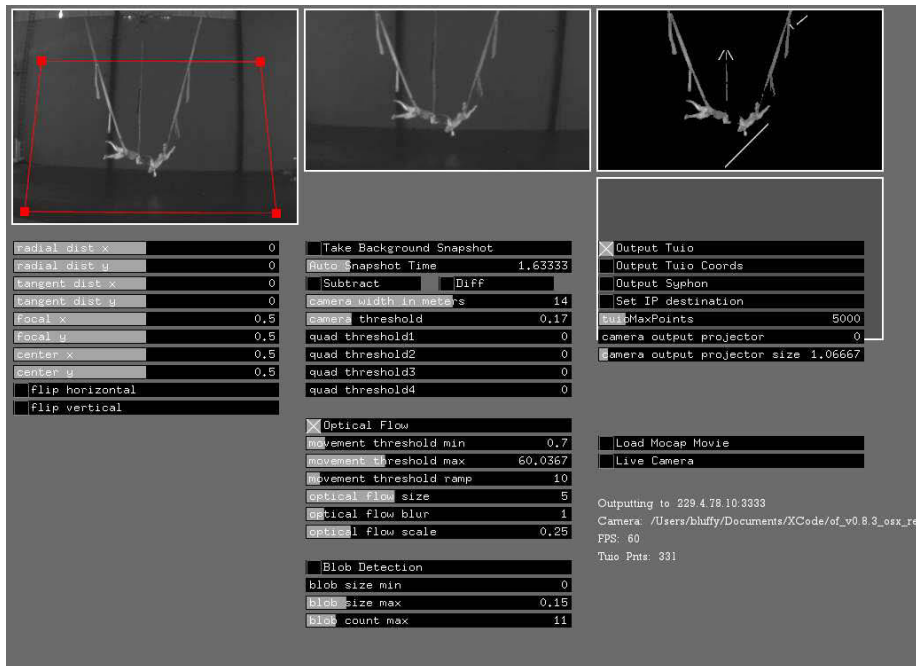 radial dist x 0
radial dist y 0
tangent dist x 0
tangent dist y 0
focal x 0.5
focal y 0.5
center x 0.5
center y 0.5
flip horizontal
flip vertical
Take Background Snapshot
Auto Snapshot Time 1.63333
Subtract Diff
camera width in meters 14
camera threshold 0.17
quad threshold1 0
quad threshold2 0
quad threshold3 0
quad threshold4 0
Optical Flow
movement threshold min 0.7
movement threshold max 60.0367
movement threshold ramp 10
optical flow size 5
optical flow blur 1
optical flow scale 0.25
Blob Detection
blob size min 0
blob size max 0.15
blob count max 11
Output Tuio
Output Tuio Coords
Output Syphon
Set IP destination
tuioMaxPoints 5000
camera output projector 0
camera output projector size 1.06667
Load Mocap Movie
Live Camera
Outputting to 229.4.78.10:3333
Camera: /Users/bluffy/Documents/XCode/of_v0.8.3_osx_re
FPS: 60
Tuio Pnts: 331